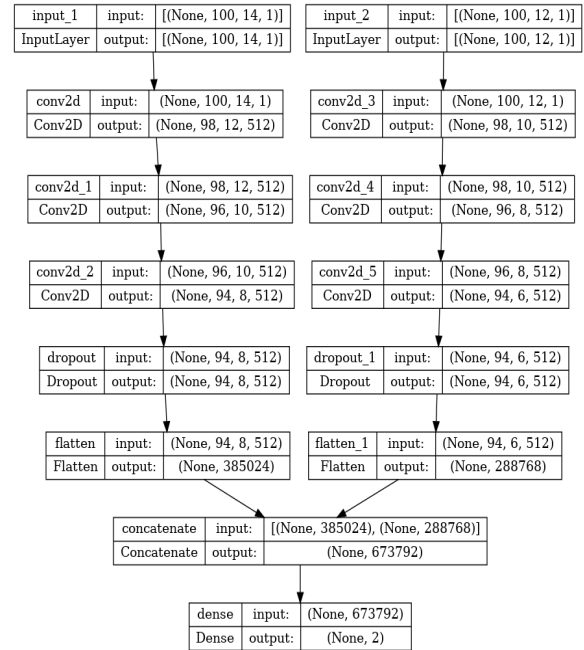 input_1 input: [(None, 100, 14, 1)]
InputLayer output: [(None, 100, 14, 1)]
input_2 input: [(None, 100, 12, 1)]
InputLayer output: [(None, 100, 12, 1)]
conv2d input: (None, 100, 14, 1)
Conv2D output: (None, 98, 12, 512)
conv2d_3 input: (None, 100, 12, 1)
Conv2D output: (None, 98, 10, 512)
conv2d_1 input: (None, 98, 12, 512)
Conv2D output: (None, 96, 10, 512)
conv2d_4 input: (None, 98, 10, 512)
Conv2D output: (None, 96, 8, 512)
conv2d_2 input: (None, 96, 10, 512)
Conv2D output: (None, 94, 8, 512)
conv2d_5 input: (None, 96, 8, 512)
Conv2D output: (None, 94, 6, 512)
dropout input: (None, 94, 8, 512)
Dropout output: (None, 94, 8, 512)
dropout_1 input: (None, 94, 6, 512)
Dropout output: (None, 94, 6, 512)
flatten input: (None, 94, 8, 512)
Flatten output: (None, 385024)
flatten_1 input: (None, 94, 6, 512)
Flatten output: (None, 288768)
concatenate input: [(None, 385024), (None, 288768)]
Concatenate output: (None, 673792)
dense input: (None, 673792)
Dense output: (None, 2)